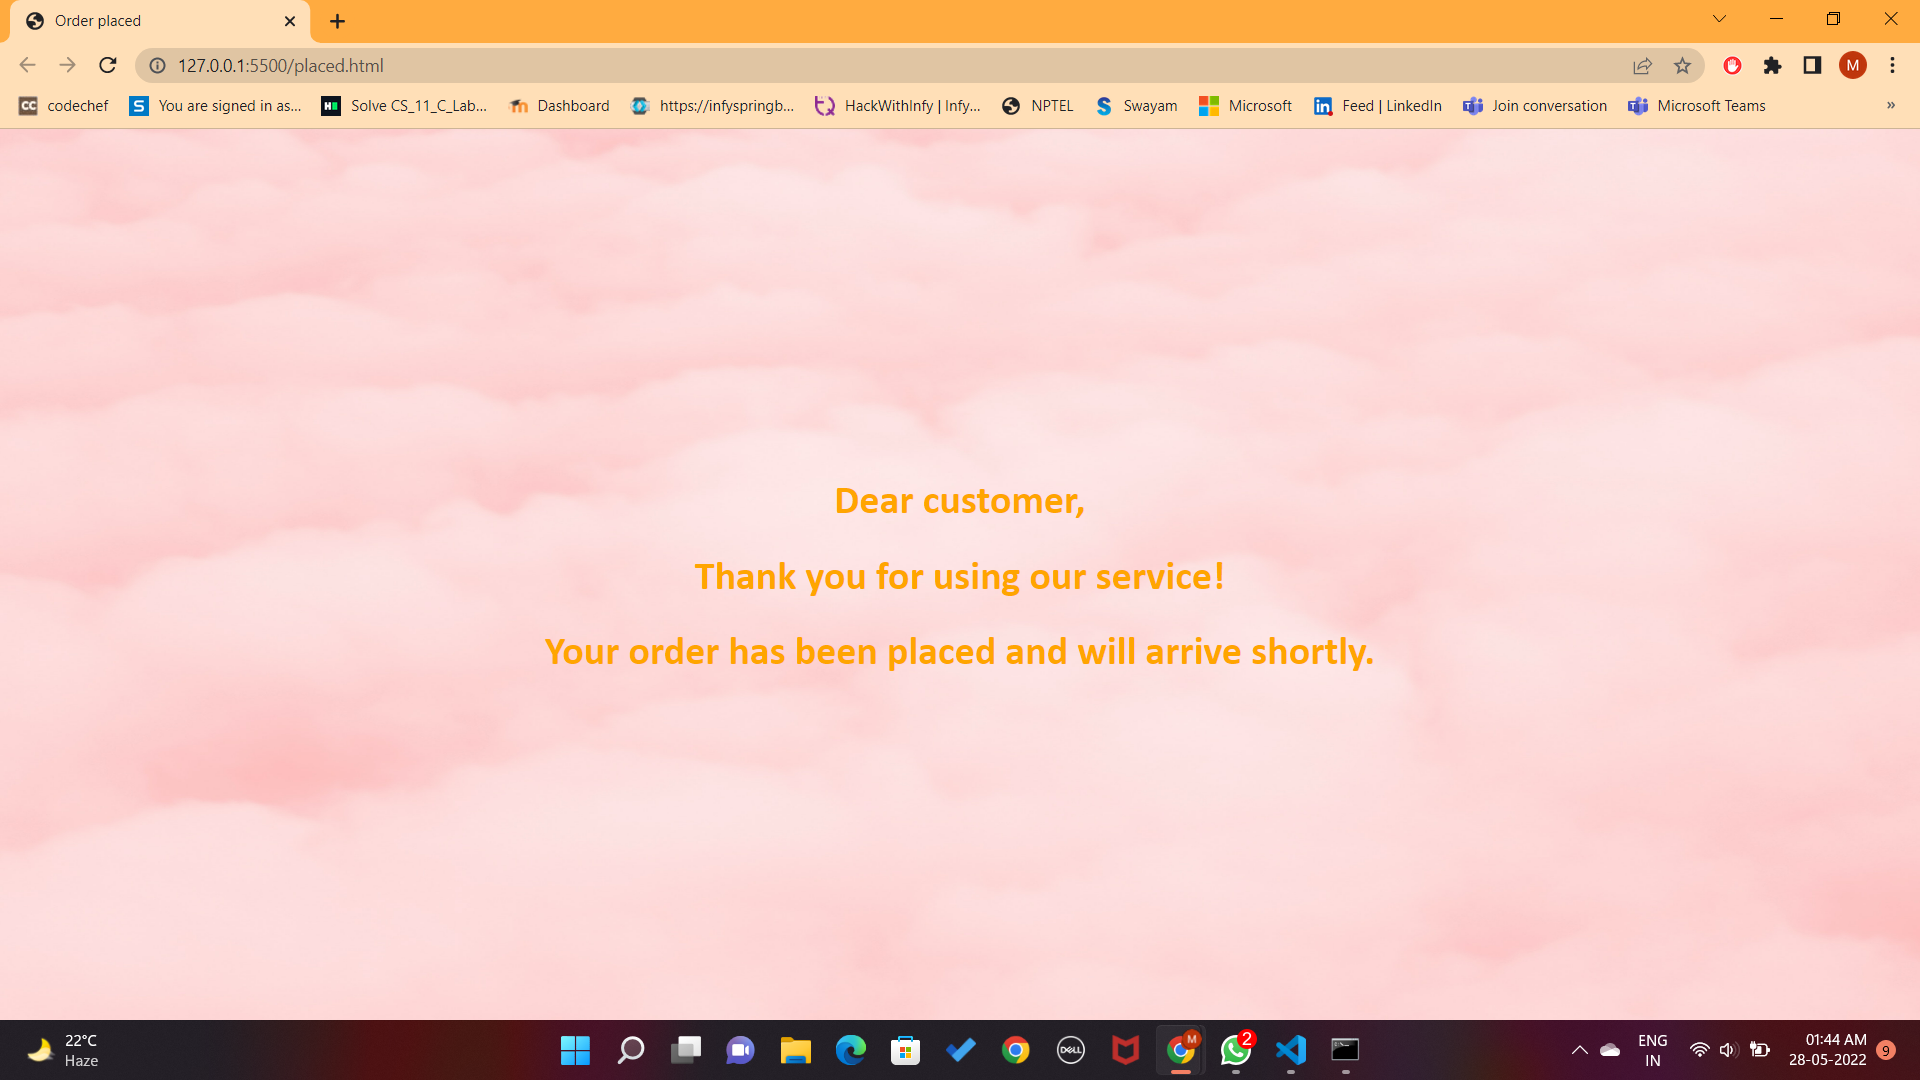 Order placed
127.0.0.1:5500/placed.html
M
CC codechef
S You are signed in as...
H Solve CS_11_C_Lab...
Dashboard
https://infyspringb...
HackWithInfy | Infy...
NPTEL
Swayam
Microsoft
Feed | LinkedIn
Join conversation
Microsoft Teams
»
Dear customer,
Thank you for using our service!
Your order has been placed and will arrive shortly.
22°C
Haze
DELL
M
2
ENG
IN
01:44 AM
28-05-2022
9